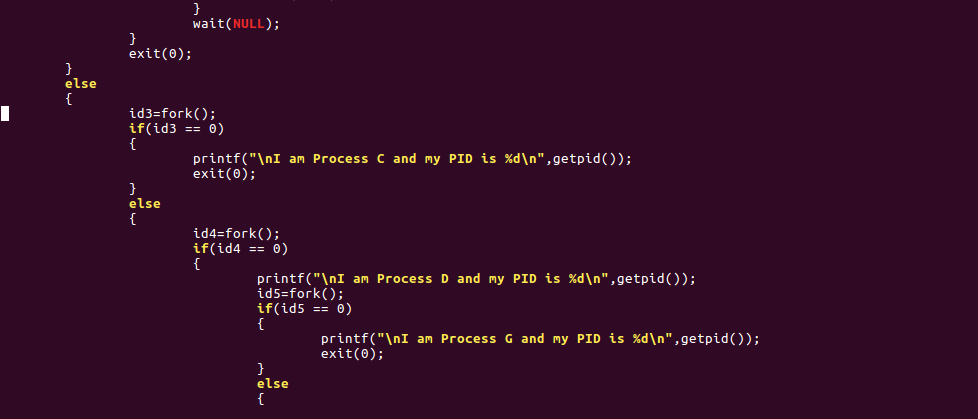 }
wait(NULL);
}
exit(0);
}
else
{
id3=fork();
if(id3 == 0)
{
printf("\nI am Process C and my PID is %d\n",getpid());
exit(0);
}
else
{
id4=fork();
if(id4 == 0)
{
printf("\nI am Process D and my PID is %d\n",getpid());
id5=fork();
if(id5 == 0)
{
printf("\nI am Process G and my PID is %d\n",getpid());
exit(0);
}
else
{